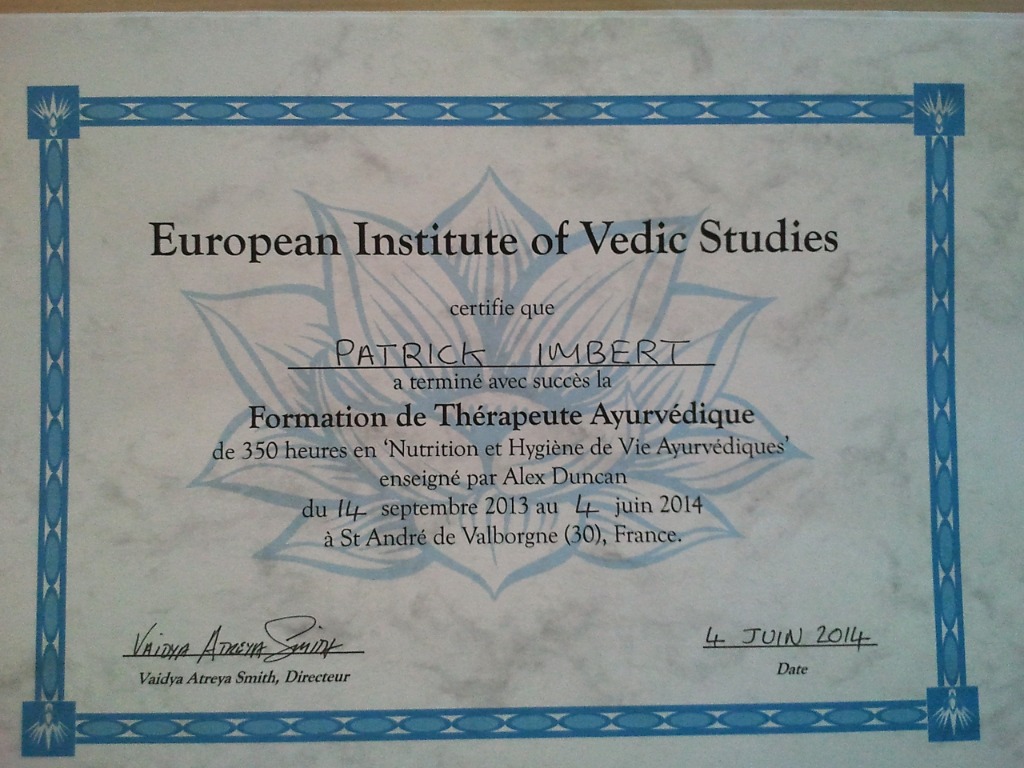 European Institute of Vedic Studies
certifie que
PATRICK IMBERT
a terminé avec succès la
Formation de Thérapeute Ayurvédique
de 350 heures en ‘Nutrition et Hygiène de Vie Ayurvédiques’
enseigné par Alex Duncan
du 14 septembre 2013 au 4 juin 2014
à St André de Valborgne (30), France.
VAIDYA ATREYA Smith
Vaidya Atreya Smith, Directeur
4 JUIN 2014
Date